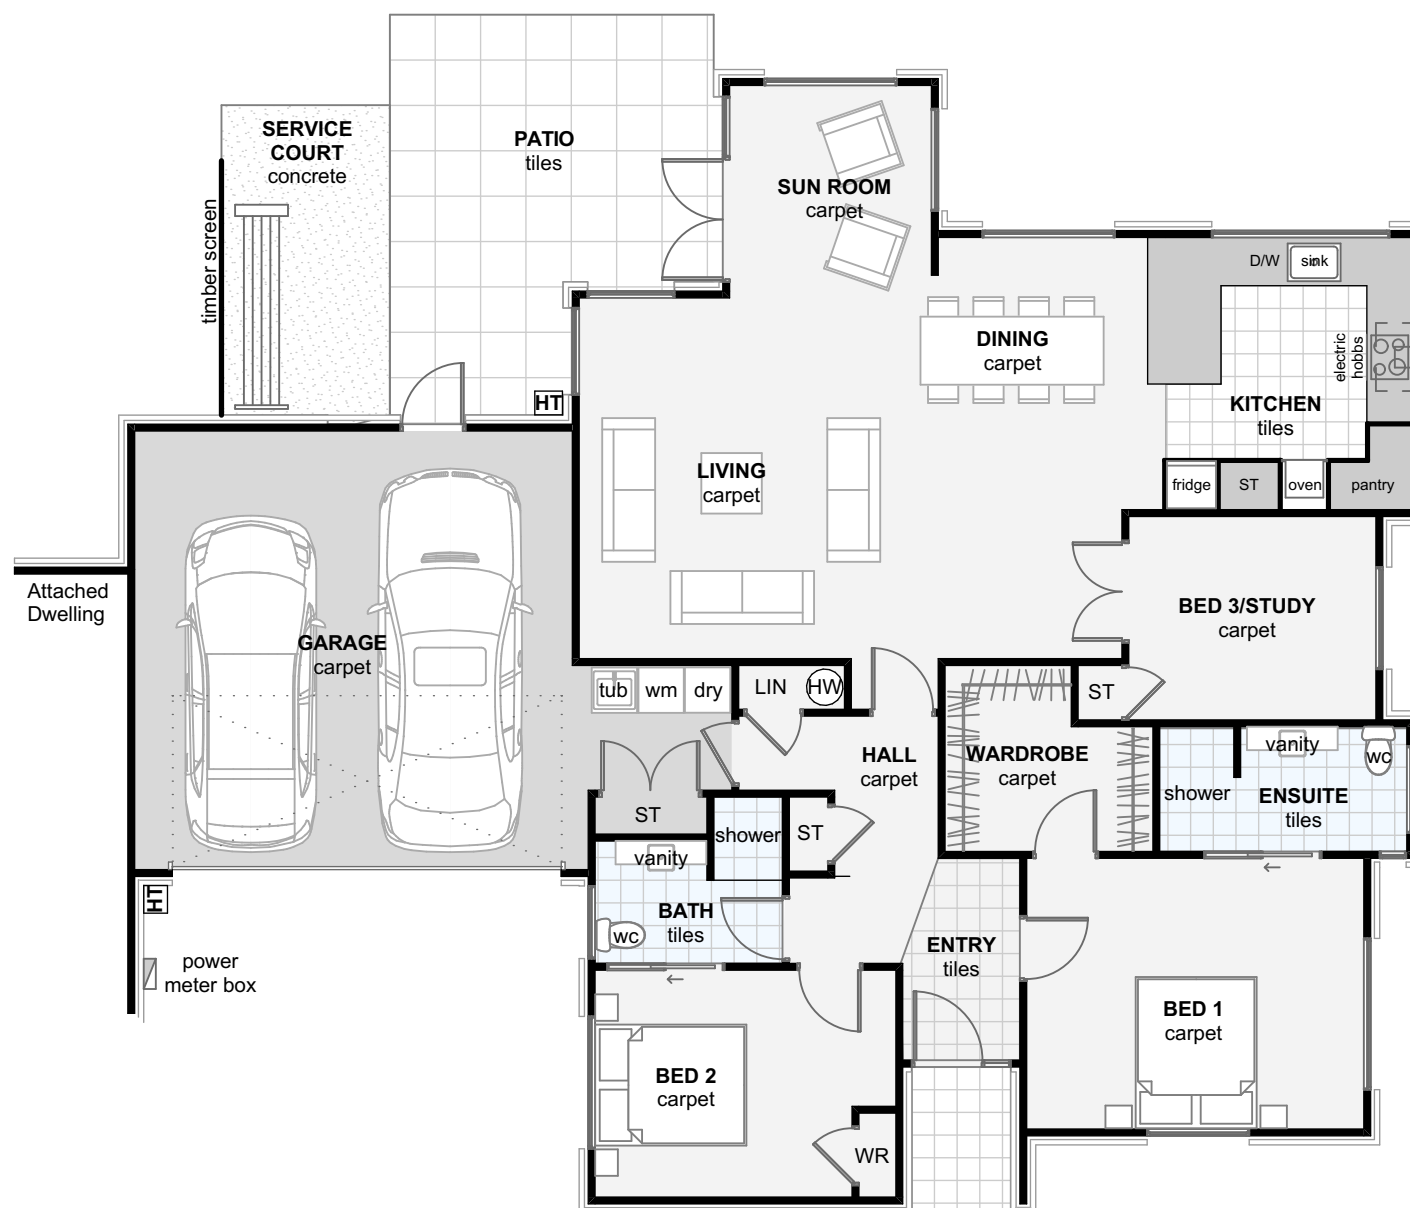 SERVICE
COURT
concrete
PATIO
tiles
SUN ROOM
carpet
timber screen
D/W
sink
DINING
carpet
electric
hobbs
HT
KITCHEN
tiles
LIVING
carpet
fridge
ST
oven
pantry
Attached
Dwelling
GARAGE
carpet
BED 3/STUDY
carpet
tub
wm
dry
LIN
HW
ST
HALL
carpet
WARDROBE
carpet
vanity
wc
shower
ENSUITE
tiles
ST
shower
ST
vanity
HT
BATH
tiles
wc
ENTRY
tiles
power
meter box
BED 1
carpet
BED 2
carpet
WR